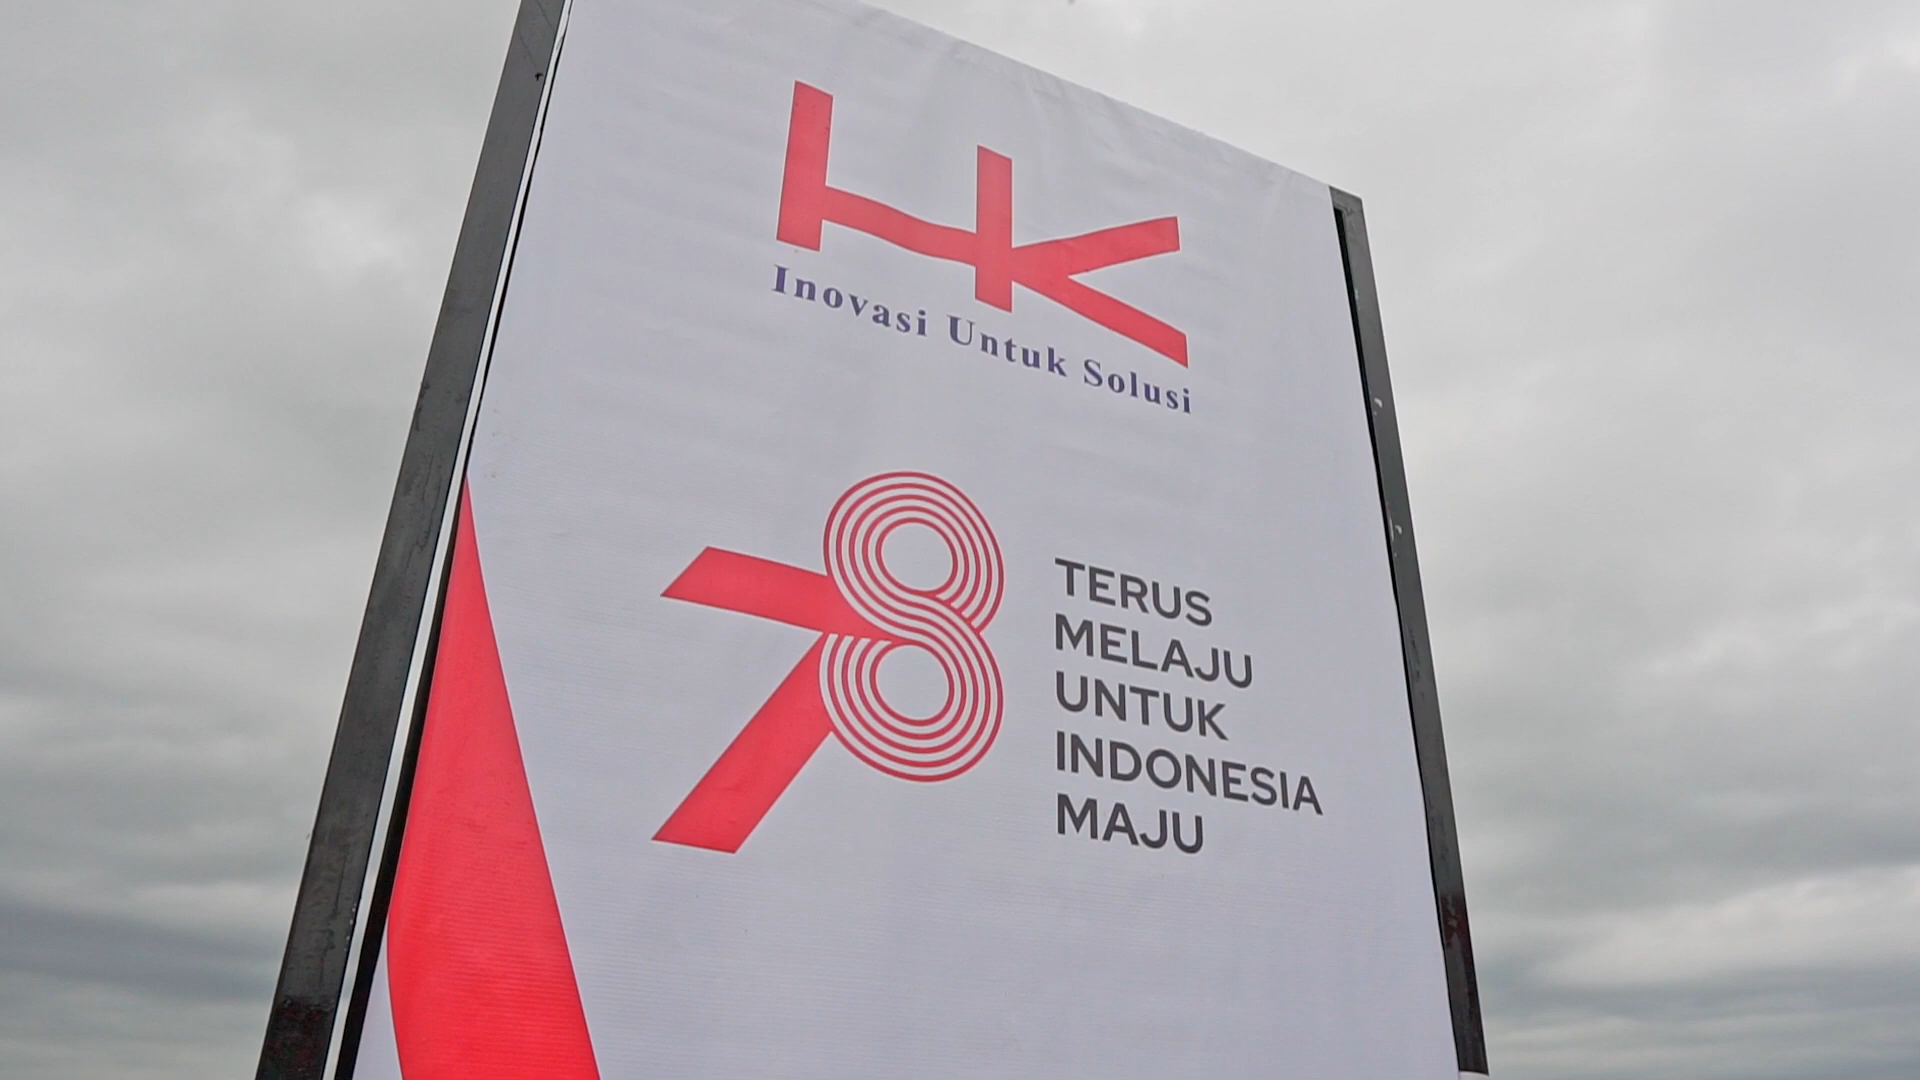 HK
Inovasi Untuk Solusi
78
TERUS
MELAJU
UNTUK
INDONESIA
MAJU